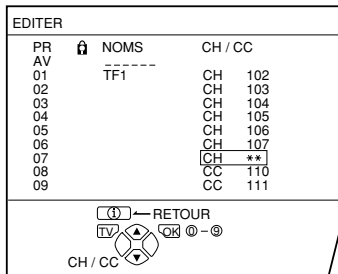 EDITER
PR NOMS CH / CC
AV ------
01 TF1 CH 102
02 CH 103
03 CH 104
04 CH 105
05 CH 106
06 CH 107
07 CH **
08 CC 110
09 CC 111
i ← RETOUR
TV OK 0 – 9
CH / CC